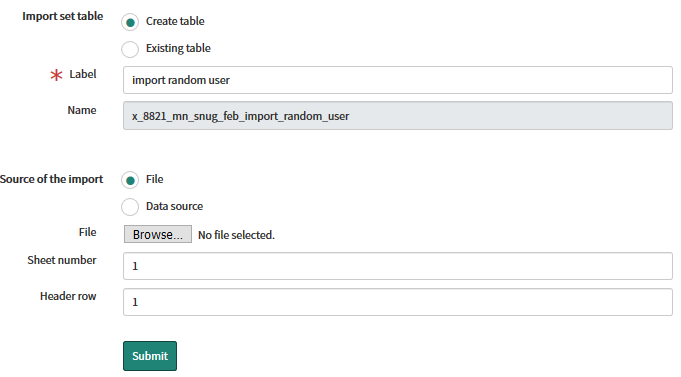 Import set table
Create table
Existing table
* Label
import random user
Name
x_8821_mn_snug_feb_import_random_user
Source of the import
File
Data source
File
Browse... No file selected.
Sheet number
1
Header row
1
Submit